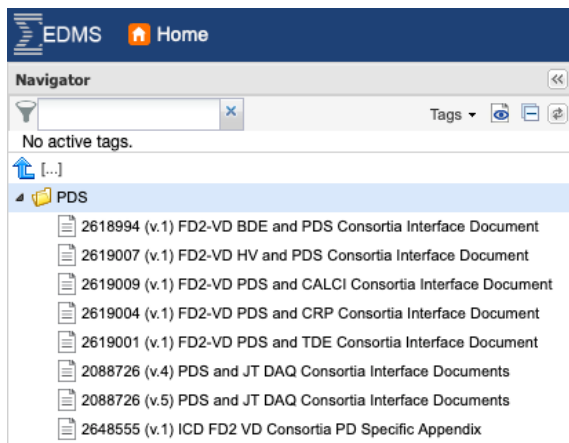 EDMS Home
Navigator
Tags
No active tags.
[...]
PDS
2618994 (v.1) FD2-VD BDE and PDS Consortia Interface Document
2619007 (v.1) FD2-VD HV and PDS Consortia Interface Document
2619009 (v.1) FD2-VD PDS and CALCI Consortia Interface Document
2619004 (v.1) FD2-VD PDS and CRP Consortia Interface Document
2619001 (v.1) FD2-VD PDS and TDE Consortia Interface Document
2088726 (v.4) PDS and JT DAQ Consortia Interface Documents
2088726 (v.5) PDS and JT DAQ Consortia Interface Documents
2648555 (v.1) ICD FD2 VD Consortia PD Specific Appendix